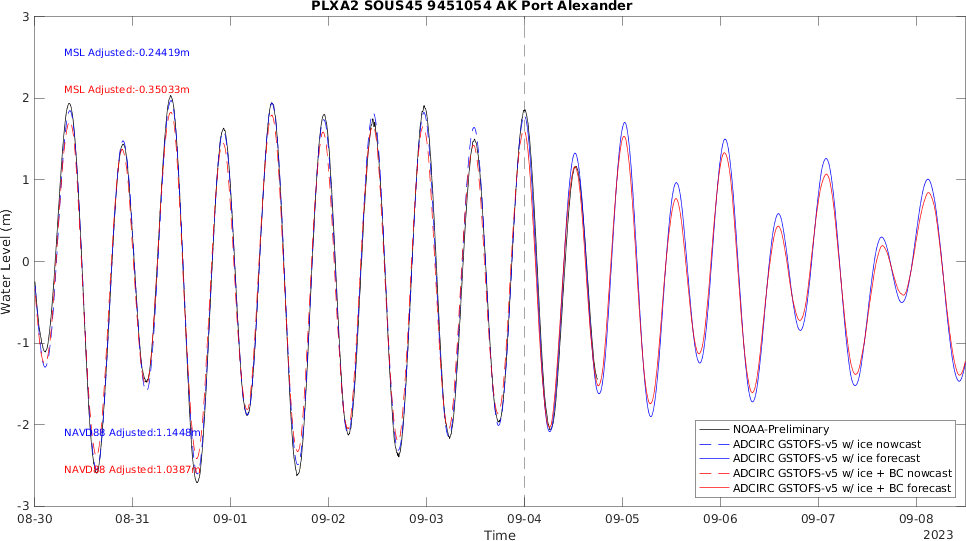 PLXA2 SOUS45 9451054 AK Port Alexander
3
2
1
0
-1
-2
-3
Water Level (m)
MSL Adjusted:-0.24419m
MSL Adjusted:-0.35033m
NAVD88 Adjusted:1.1448m
NAVD88 Adjusted:1.0387m
NOAA-Preliminary
ADCIRC GSTOFS-v5 w/ ice nowcast
ADCIRC GSTOFS-v5 w/ ice forecast
ADCIRC GSTOFS-v5 w/ ice + BC nowcast
ADCIRC GSTOFS-v5 w/ ice + BC forecast
08-30 08-31 09-01 09-02 09-03 09-04 09-05 09-06 09-07 09-08
Time
2023